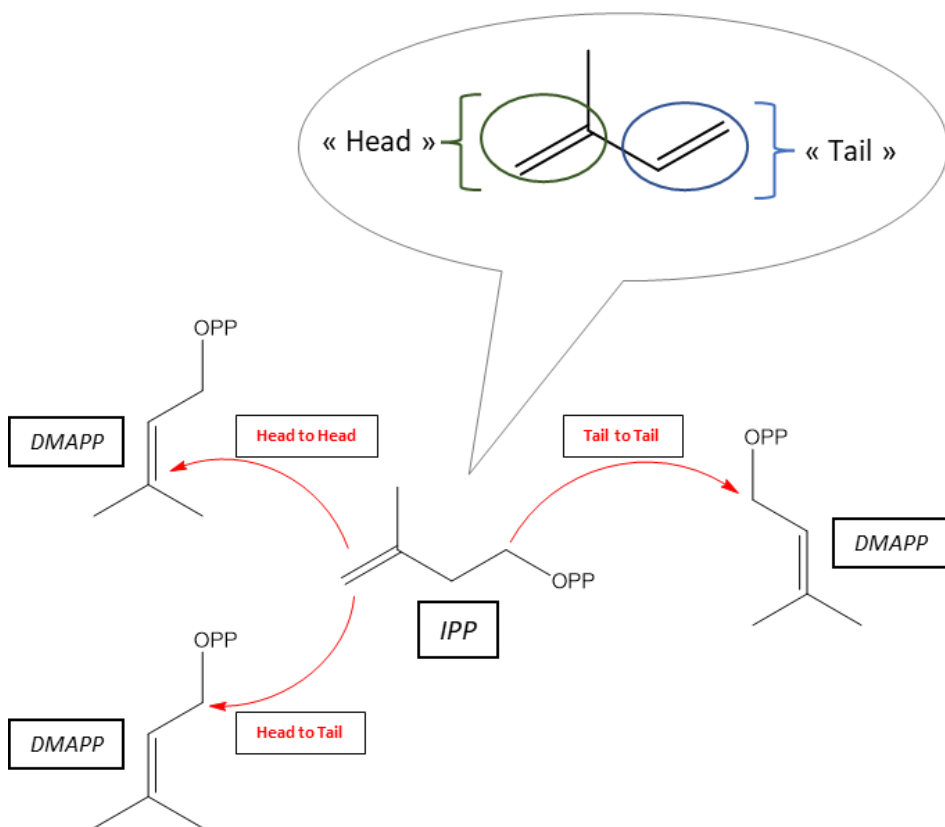 « Head »
« Tail »
OPP
DMAPP
Head to Head
Tail to Tail
OPP
DMAPP
OPP
IPP
OPP
DMAPP
Head to Tail